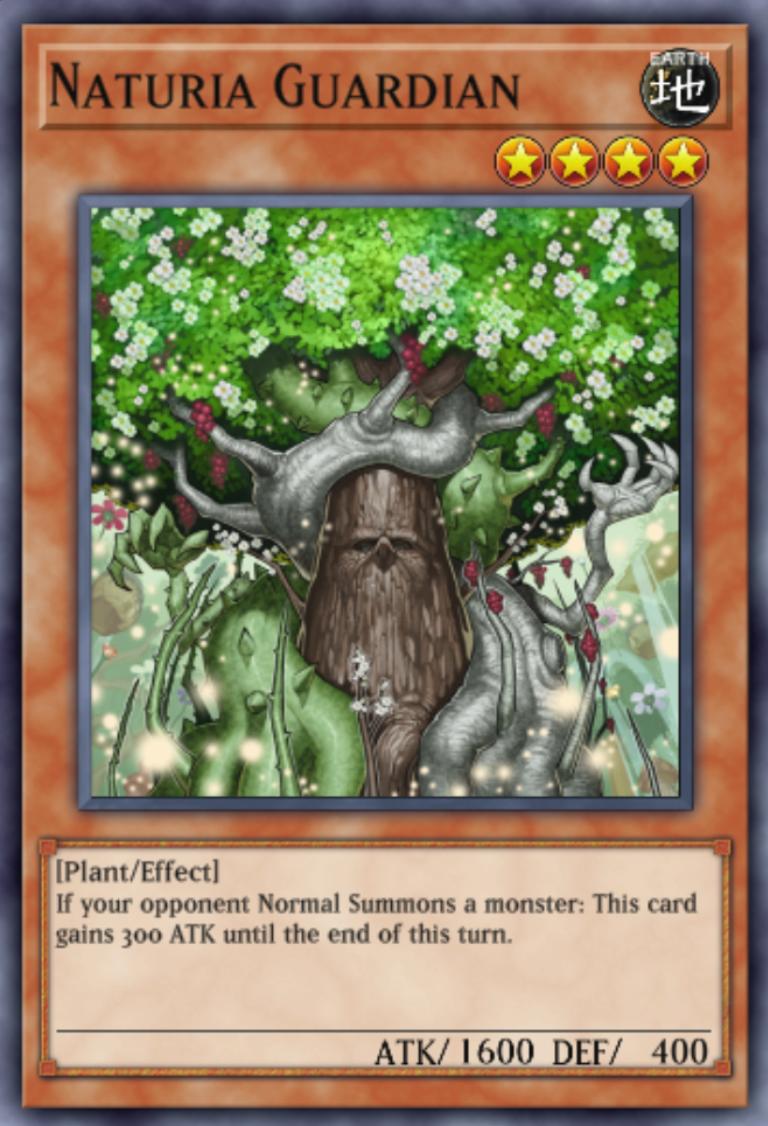 NATURIA GUARDIAN
EARTH
地
[Plant/Effect]
If your opponent Normal Summons a monster: This card
gains 300 ATK until the end of this turn.
ATK/ 1600 DEF/ 400